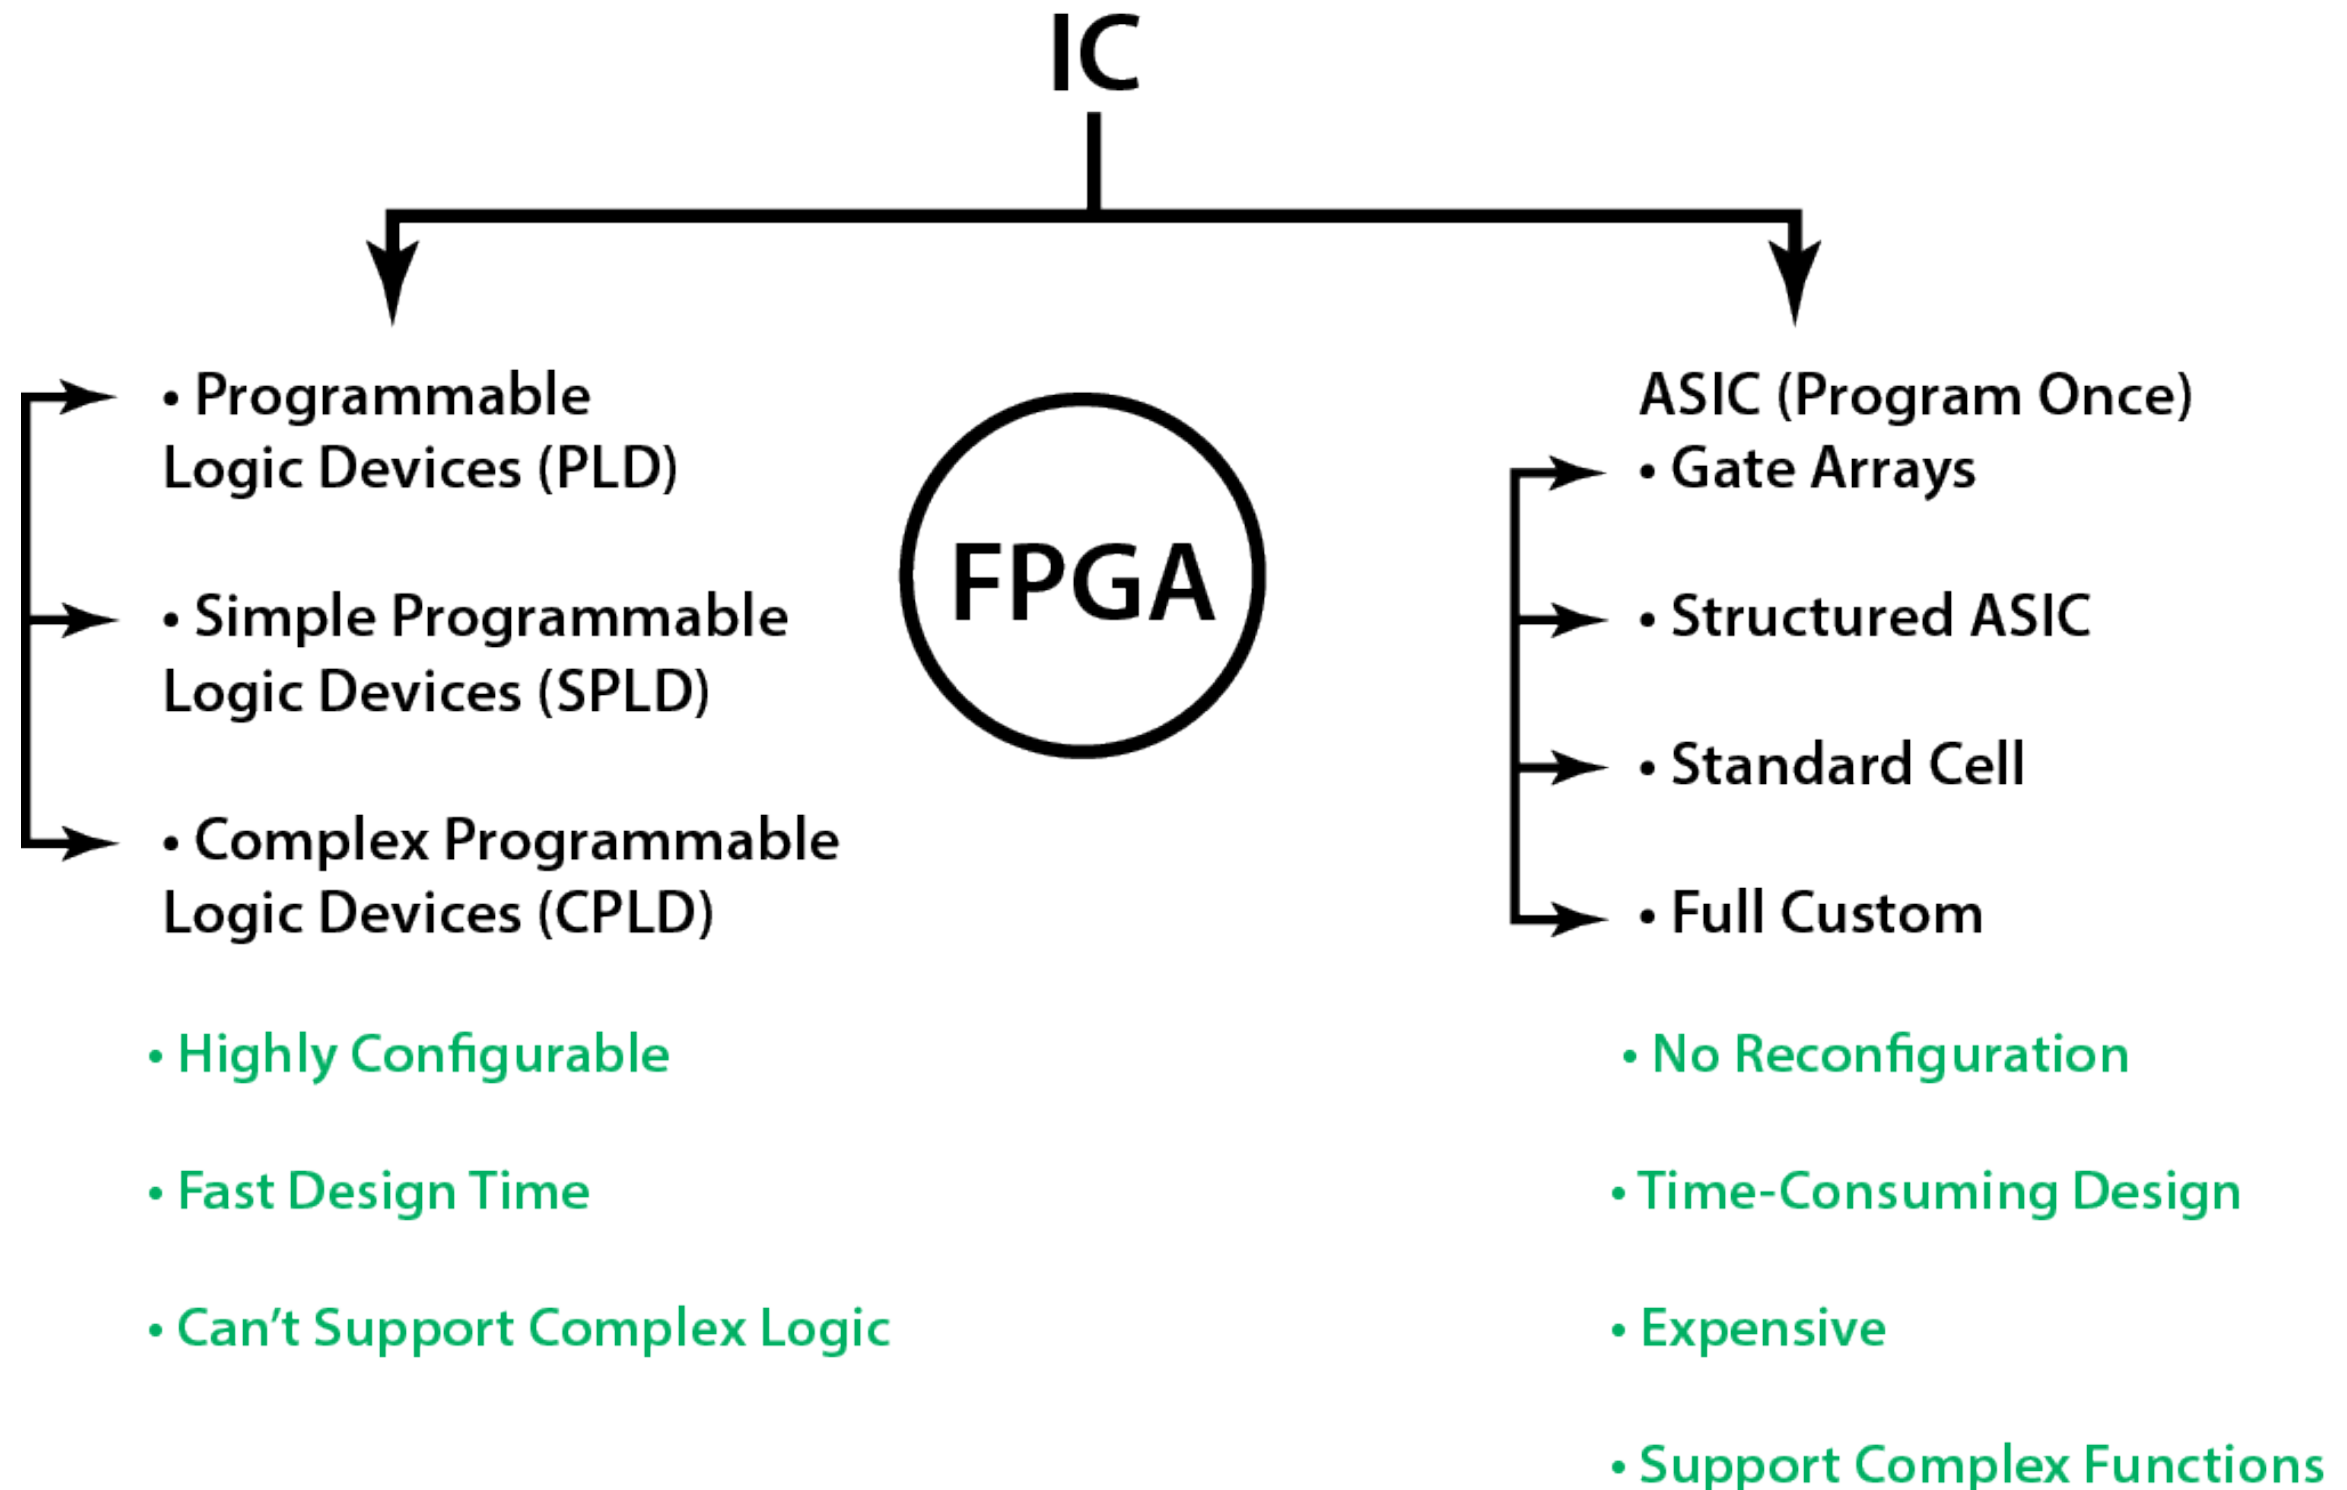 IC
• Programmable
Logic Devices (PLD)
• Simple Programmable
Logic Devices (SPLD)
• Complex Programmable
Logic Devices (CPLD)
• Highly Configurable
• Fast Design Time
• Can’t Support Complex Logic
FPGA
ASIC (Program Once)
• Gate Arrays
• Structured ASIC
• Standard Cell
• Full Custom
• No Reconfiguration
• Time-Consuming Design
• Expensive
• Support Complex Functions